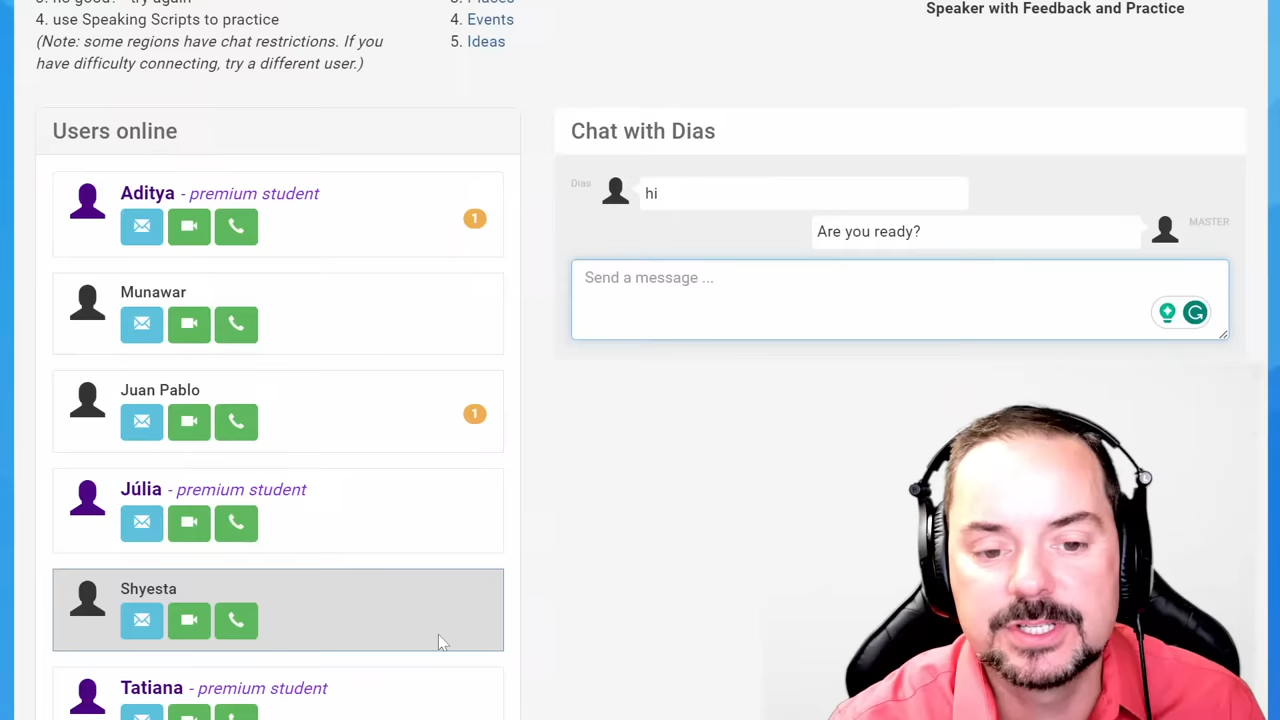 4. use Speaking Scripts to practice
(Note: some regions have chat restrictions. If you
have difficulty connecting, try a different user.)
4. Events
5. Ideas
Speaker with Feedback and Practice
Users online
Aditya - premium student
1
Munawar
Juan Pablo
1
Júlia - premium student
Shyesta
Tatiana - premium student
Chat with Dias
Dias
hi
Are you ready?
MASTER
Send a message ...